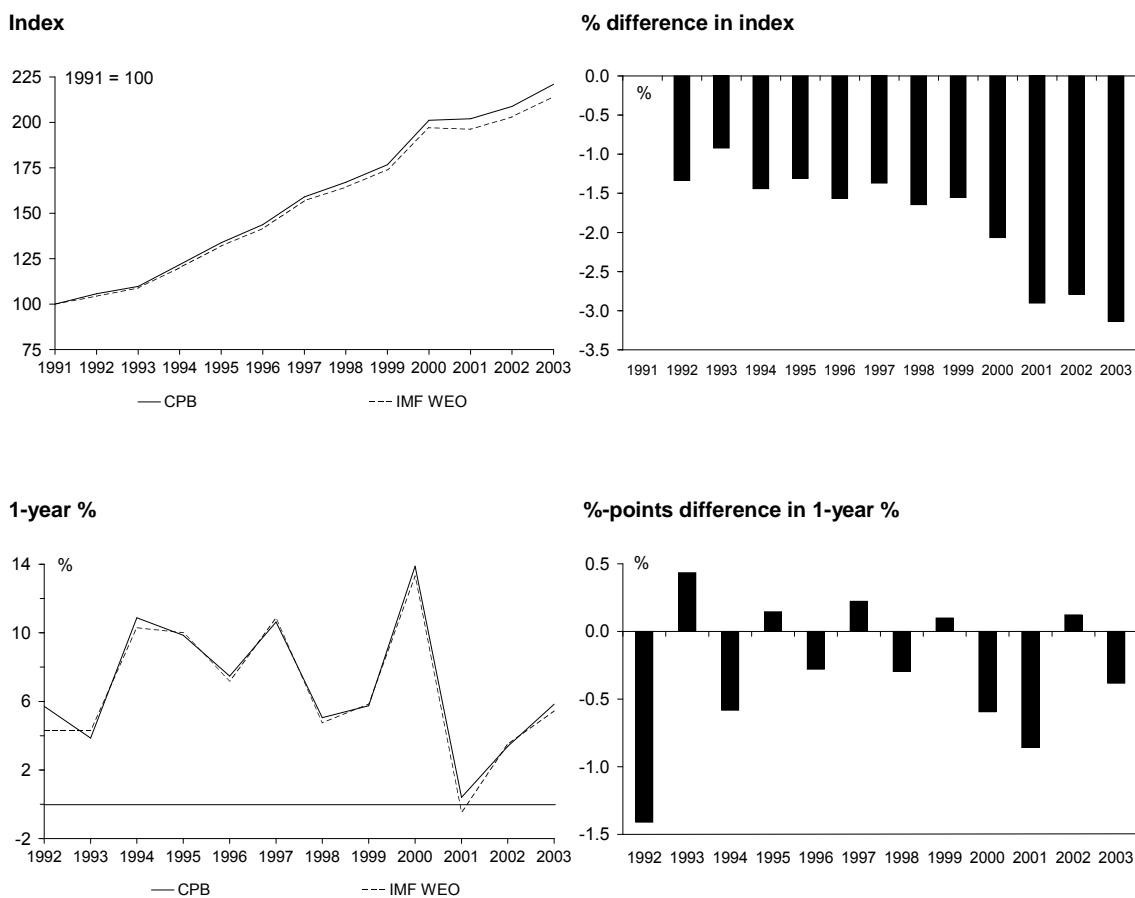 Index
225
1991 = 100
200
175
150
125
100
75
1991 1992 1993 1994 1995 1996 1997 1998 1999 2000 2001 2002 2003
CPB IMF WEO
% difference in index
0.0
%
-0.5
-1.0
-1.5
-2.0
-2.5
-3.0
-3.5
1991 1992 1993 1994 1995 1996 1997 1998 1999 2000 2001 2002 2003
1-year %
14
%
10
6
2
-2
1992 1993 1994 1995 1996 1997 1998 1999 2000 2001 2002 2003
CPB IMF WEO
%-points difference in 1-year %
0.5
%
0.0
-0.5
-1.0
-1.5
1992 1993 1994 1995 1996 1997 1998 1999 2000 2001 2002 2003